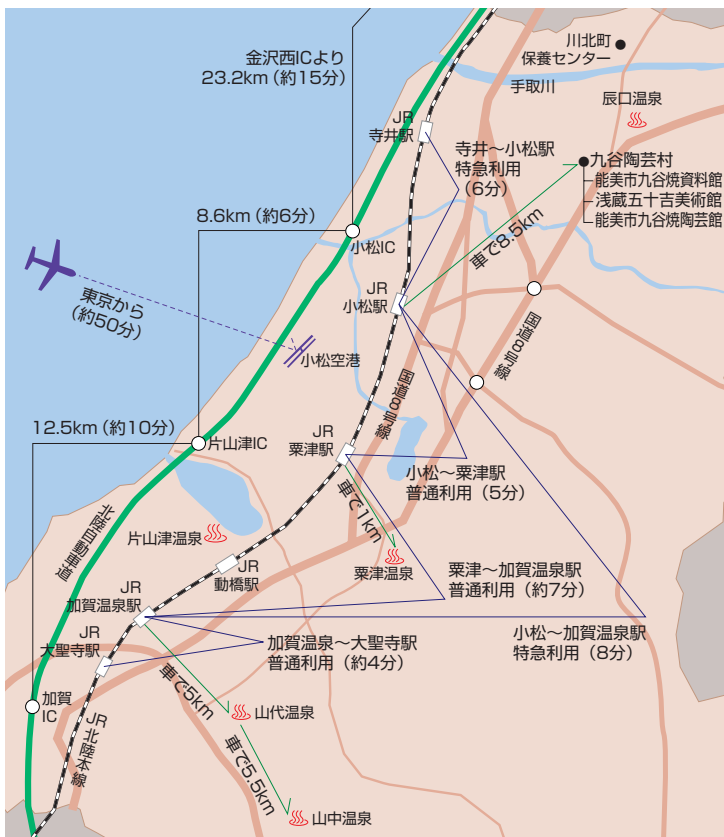 金沢西ICより
23.2km(約15分)
川北町
保養センター
手取川
辰口温泉
JR
寺井駅
寺井〜小松駅
特急利用
(6分)
九谷陶芸村
能美市九谷焼資料館
浅蔵五十吉美術館
能美市九谷焼陶芸館
8.6km(約6分)
小松IC
車で8.5km
東京から
(約50分)
JR
小松駅
小松空港
国道8号線
国道8号線
12.5km(約10分)
片山津IC
JR
粟津駅
小松〜粟津駅
普通利用(5分)
車で1km
北陸自動車道
片山津温泉
粟津温泉
JR
動橋駅
粟津〜加賀温泉駅
普通利用(約7分)
JR
加賀温泉駅
小松〜加賀温泉駅
特急利用(8分)
JR
大聖寺駅
加賀温泉〜大聖寺駅
普通利用(約4分)
車で5km
加賀
IC
山代温泉
JR北陸本線
車で5.5km
山中温泉